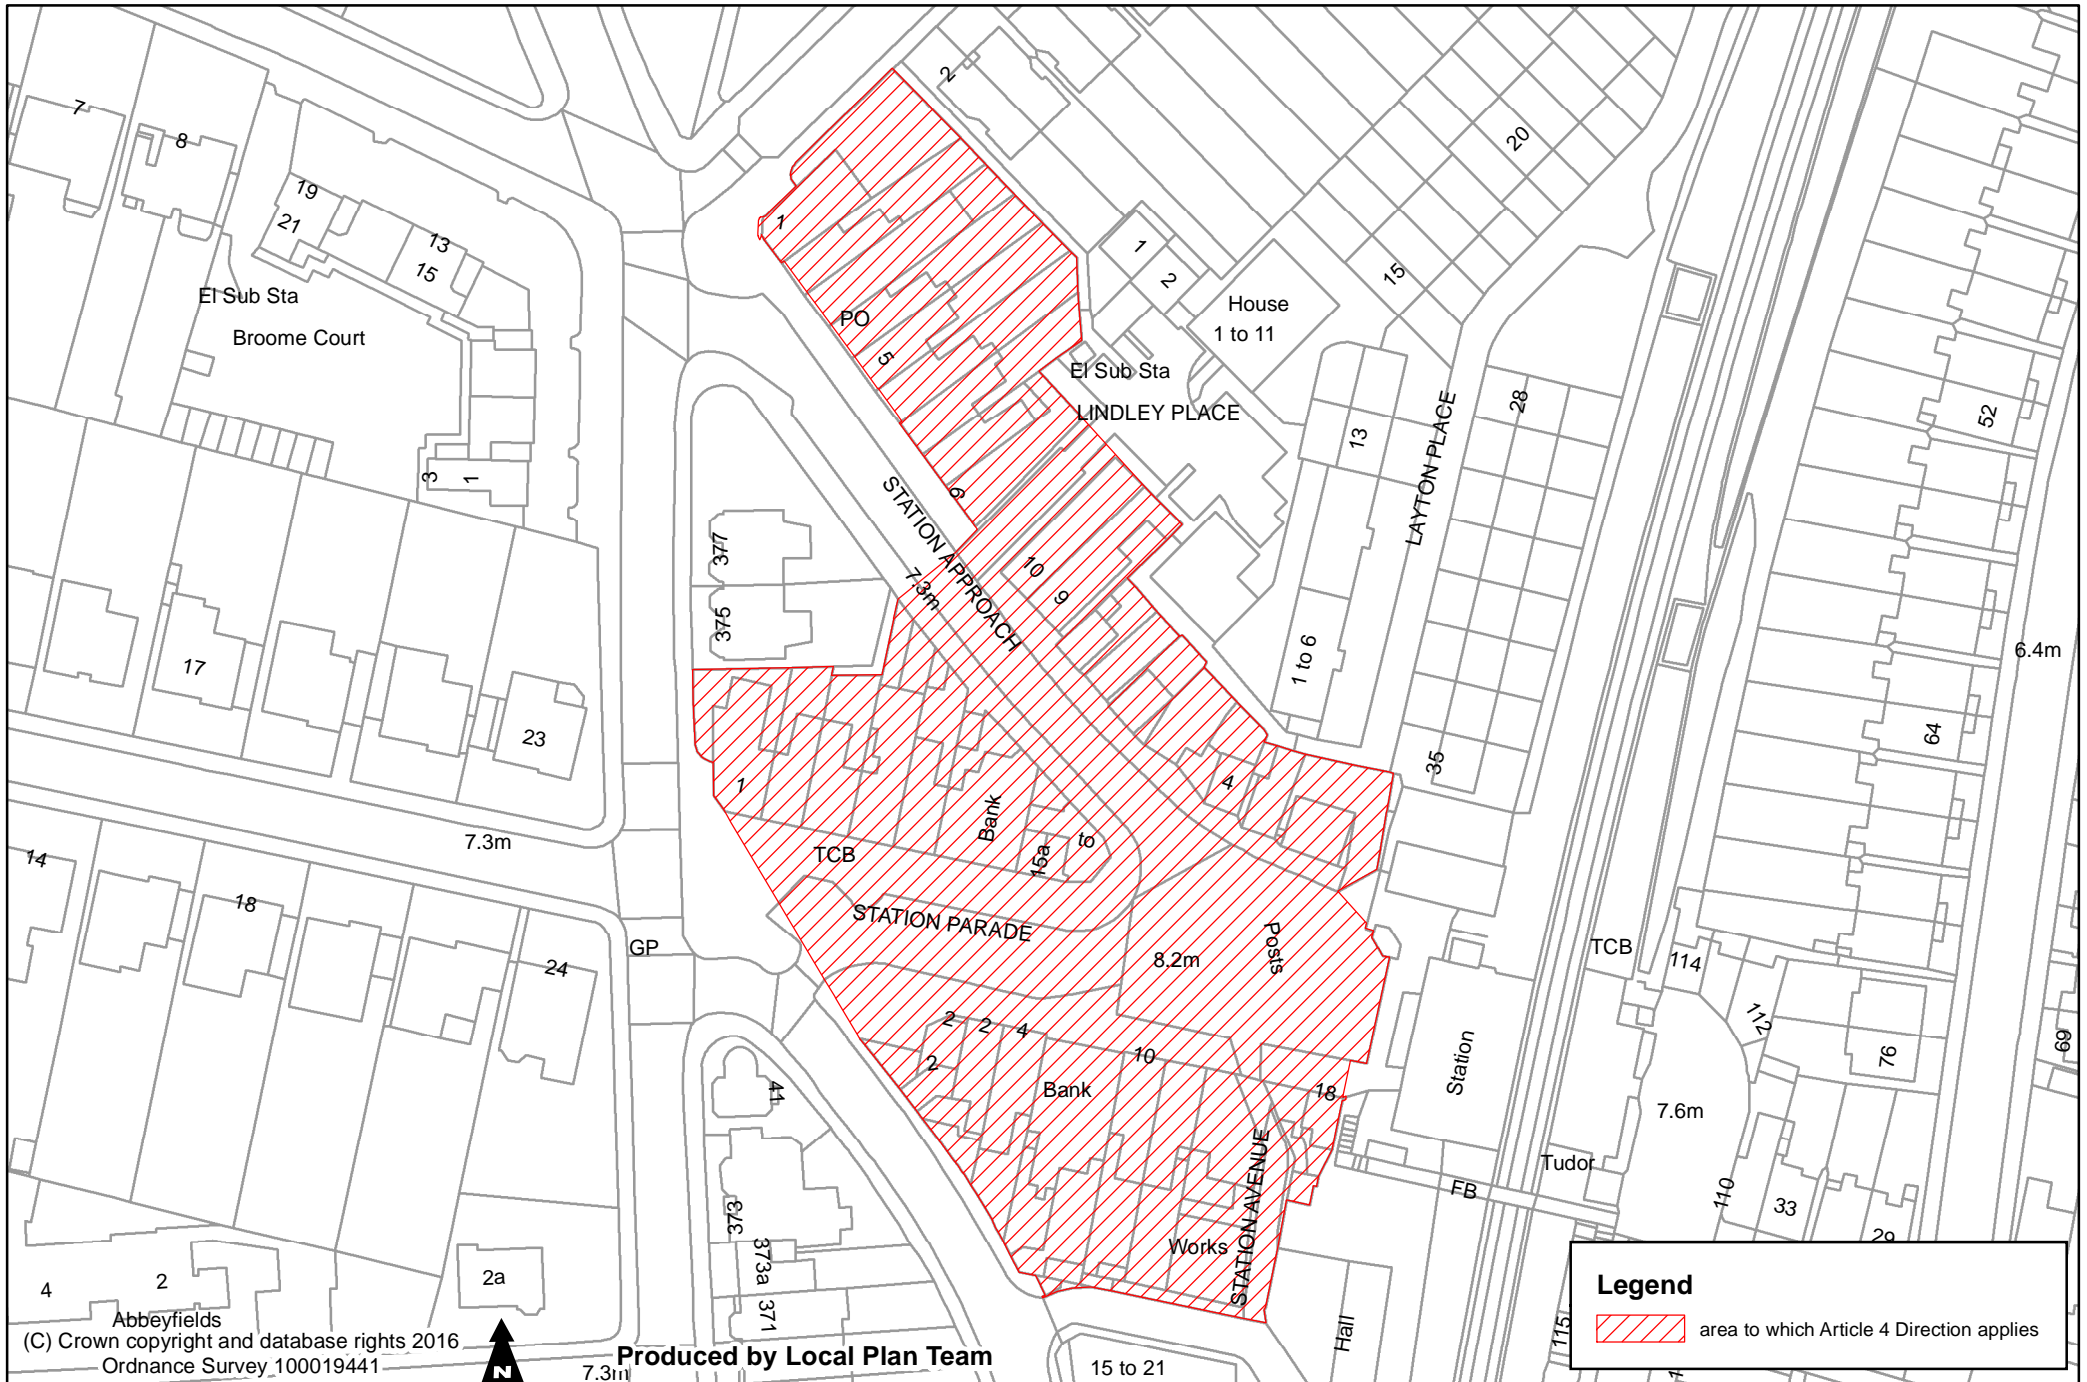 2
7
8
20
19
21
1
13
15
1
2
15
El Sub Sta
House
1 to 11
Broome Court
PO
5
El Sub Sta
LINDLEY PLACE
28
52
13
LAYTON PLACE
3
1
6
STATION APPROACH
377
10
9
7.3m
375
1 to 6
6.4m
17
23
64
35
1
4
Bank
to
7.3m
TCB
15a
14
18
STATION PARADE
GP
24
8.2m
Posts
TCB
114
112
2
2
4
2
10
Bank
18
Station
76
69
41
7.6m
STATION AVENUE
Tudor
FB
110
33
29
373
373a
371
Works
2a
4
2
Abbeyfields
Hall
115
1
(C) Crown copyright and database rights 2016
Ordnance Survey 100019441
N
7.3m
Produced by Local Plan Team
15 to 21
Legend
area to which Article 4 Direction applies